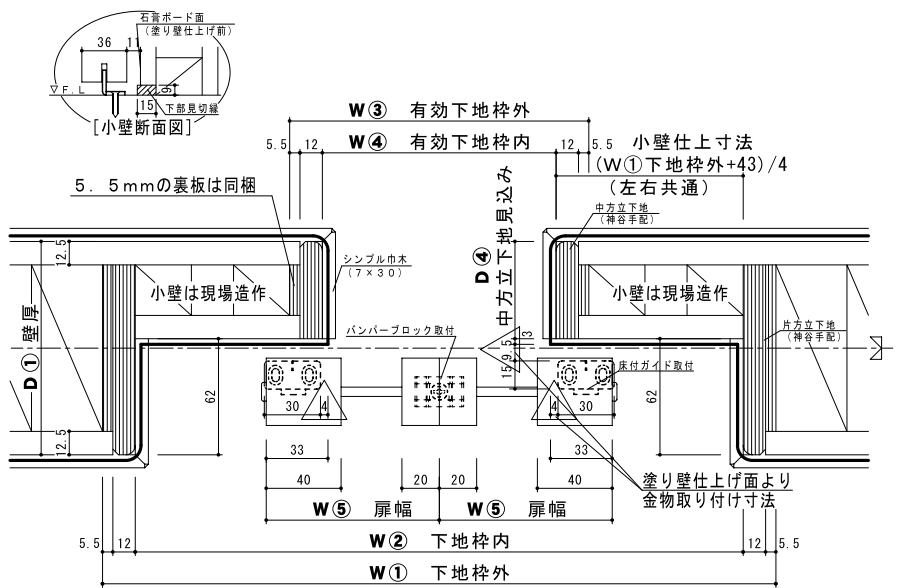 石膏ボード面
(塗り壁仕上げ前)
36
11
▽F.L
9
15
下部見切縁
[小壁断面図]
W③ 有効下地枠外
5.5
12
W④ 有効下地枠内
12
5.5
小壁仕上寸法
(W①下地枠外+43)/4
(左右共通)
5.5mmの裏板は同梱
中方立下地
(神谷手配)
D④ 中方立下地見込み
12.5
シンプル巾木
(7×30)
小壁は現場造作
小壁は現場造作
D① 壁厚
バンパーブロック取付
片方立下地
(神谷手配)
3
5
9
15
床付ガイド取付
62
30
4
4
30
62
12.5
33
33
40
20
20
40
塗り壁仕上げ面より
金物取り付け寸法
W⑤ 扉幅
W⑤ 扉幅
5.5
12
W② 下地枠内
12
5.5
W① 下地枠外